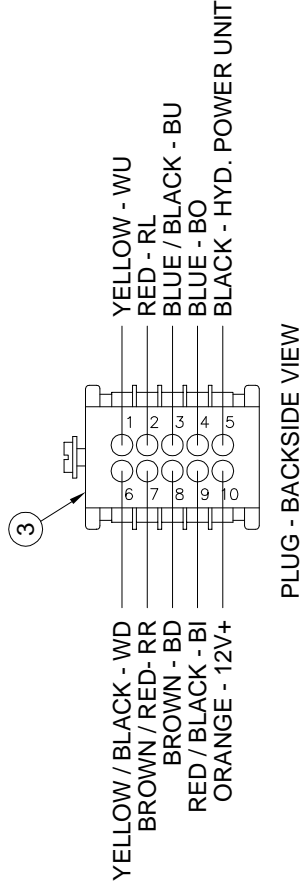 3
YELLOW / BLACK - WD
BROWN / RED- RR
BROWN - BD
RED / BLACK - BI
ORANGE - 12V+
6
7
8
9
10
1
2
3
4
5
YELLOW - WU
RED - RL
BLUE / BLACK - BU
BLUE - BO
BLACK - HYD. POWER UNIT
PLUG - BACKSIDE VIEW